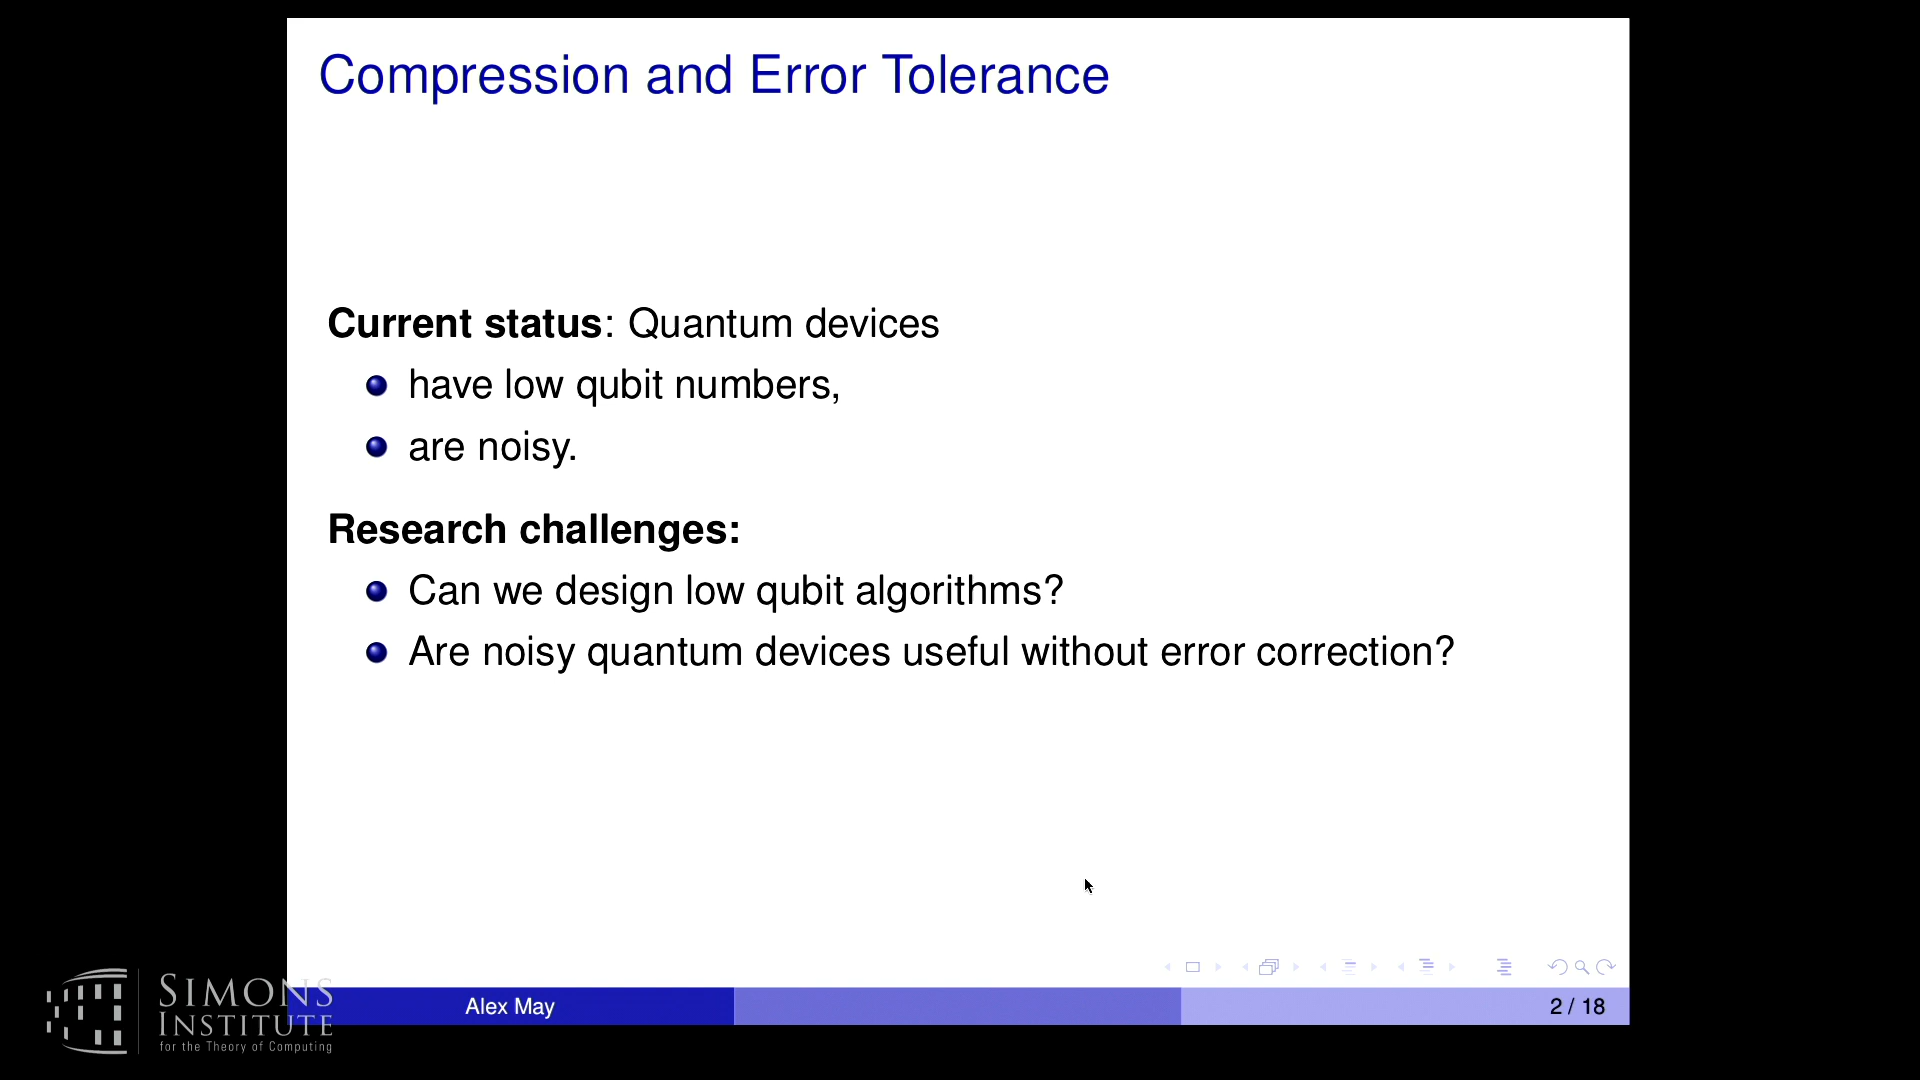 Compression and Error Tolerance
Current status: Quantum devices
have low qubit numbers,
are noisy.
Research challenges:
Can we design low qubit algorithms?
Are noisy quantum devices useful without error correction?
Alex May
2 / 18
SIMONS
INSTITUTE
for the Theory of Computing